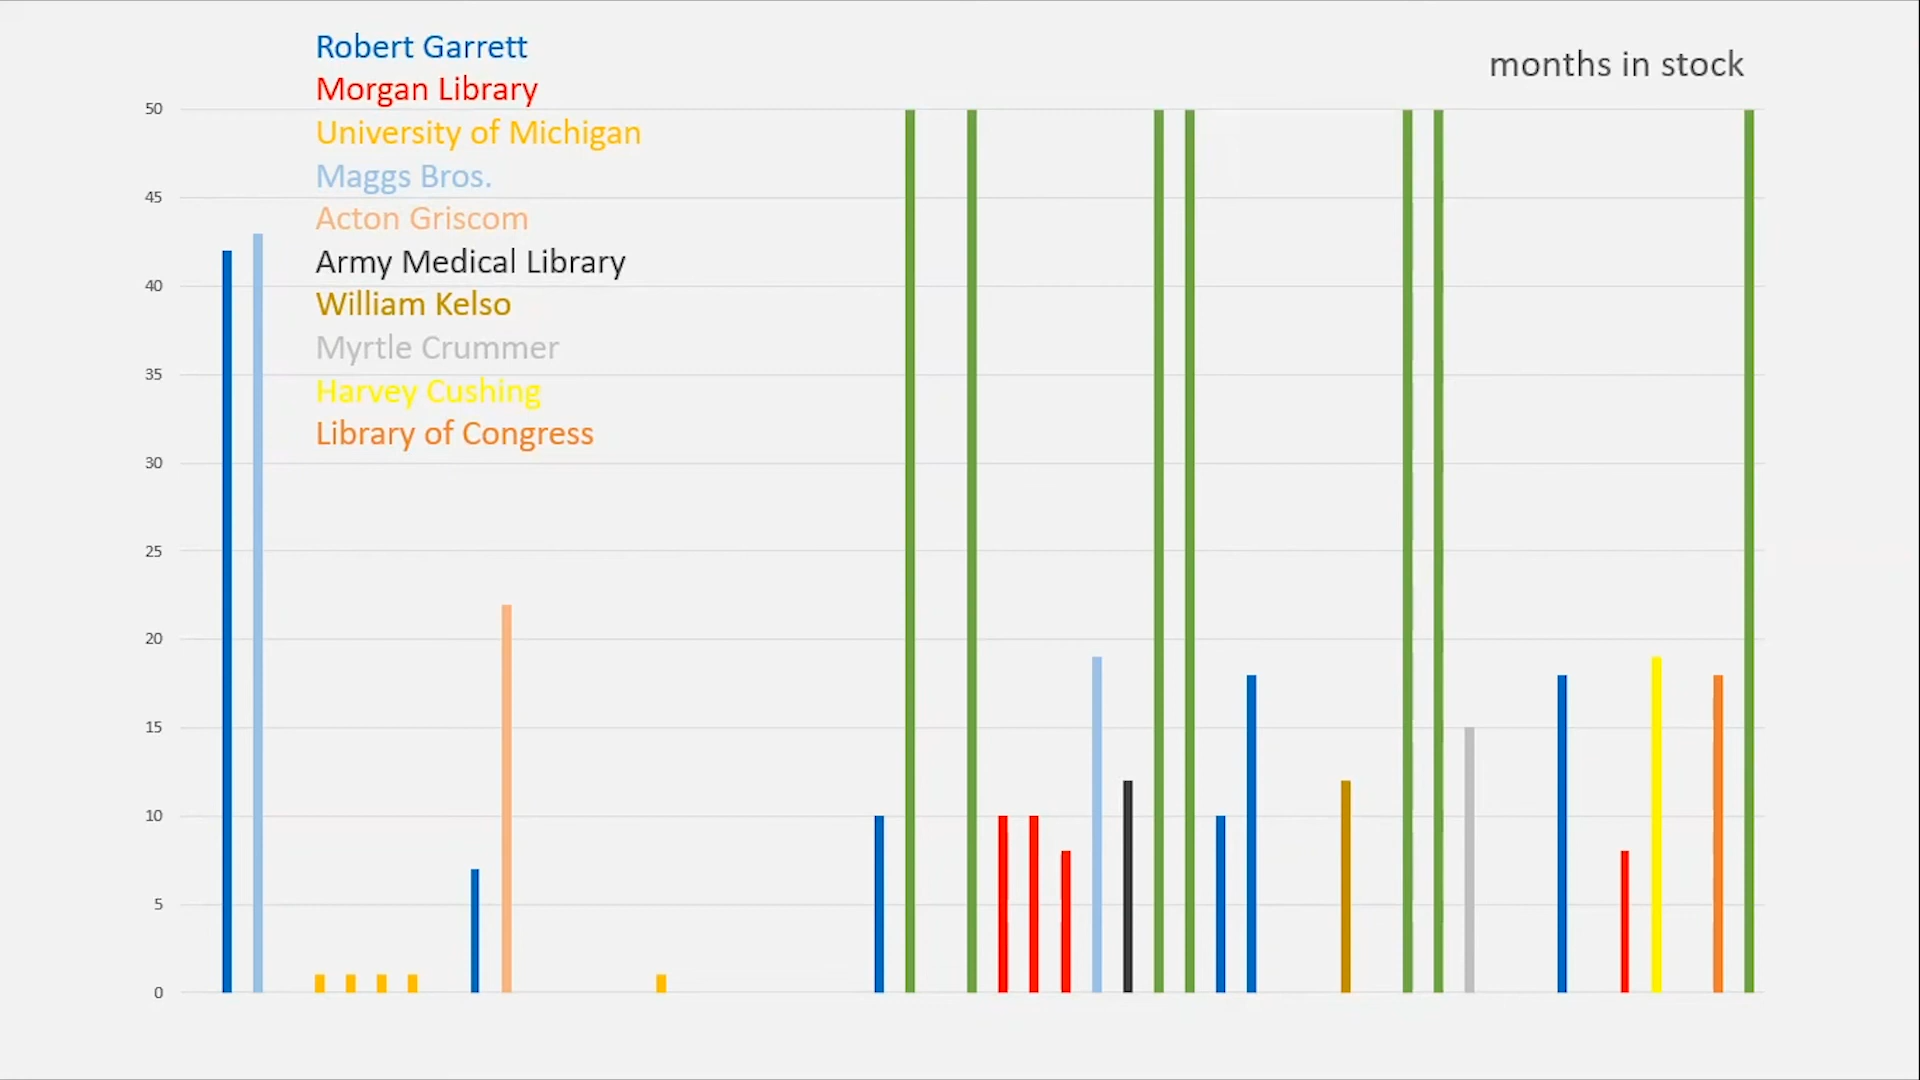 Robert Garrett
Morgan Library
University of Michigan
Maggs Bros.
Acton Griscom
Army Medical Library
William Kelso
Myrtle Crummer
Harvey Cushing
Library of Congress
months in stock
50
45
40
35
30
25
20
15
10
5
0